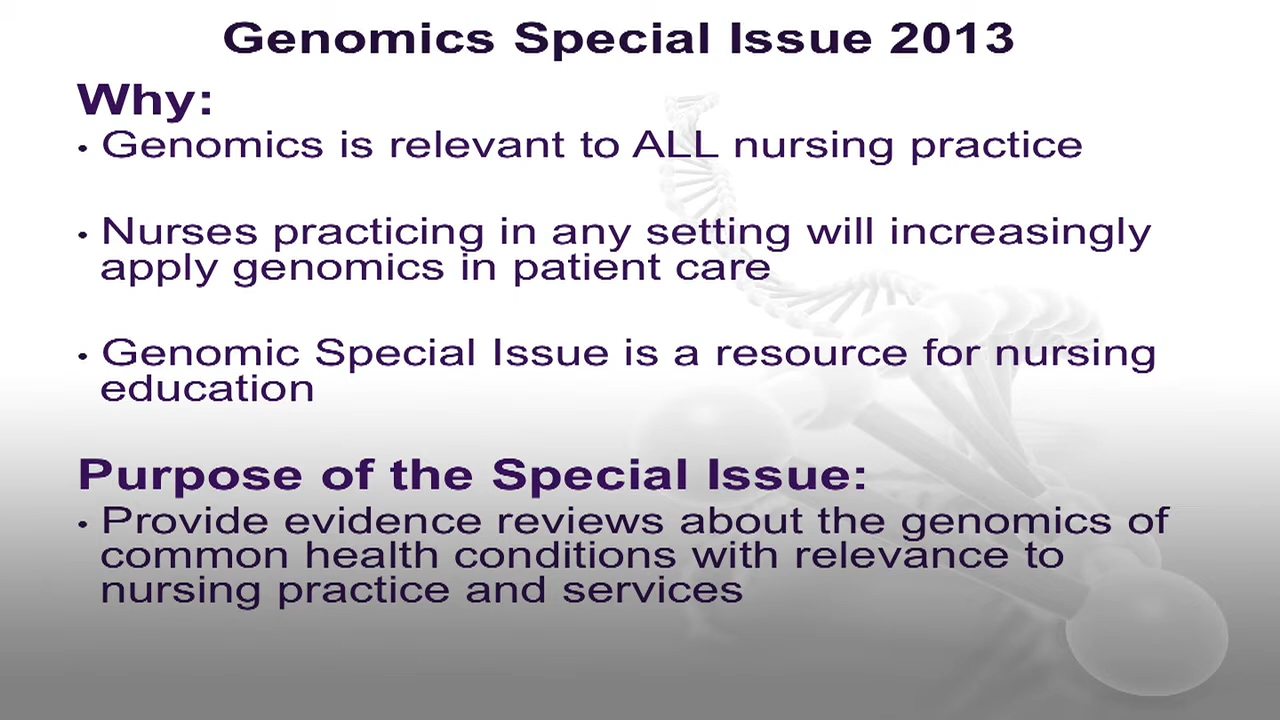 Genomics Special Issue 2013
Why:
• Genomics is relevant to ALL nursing practice
• Nurses practicing in any setting will increasingly
apply genomics in patient care
• Genomic Special Issue is a resource for nursing
education
Purpose of the Special Issue:
• Provide evidence reviews about the genomics of
common health conditions with relevance to
nursing practice and services